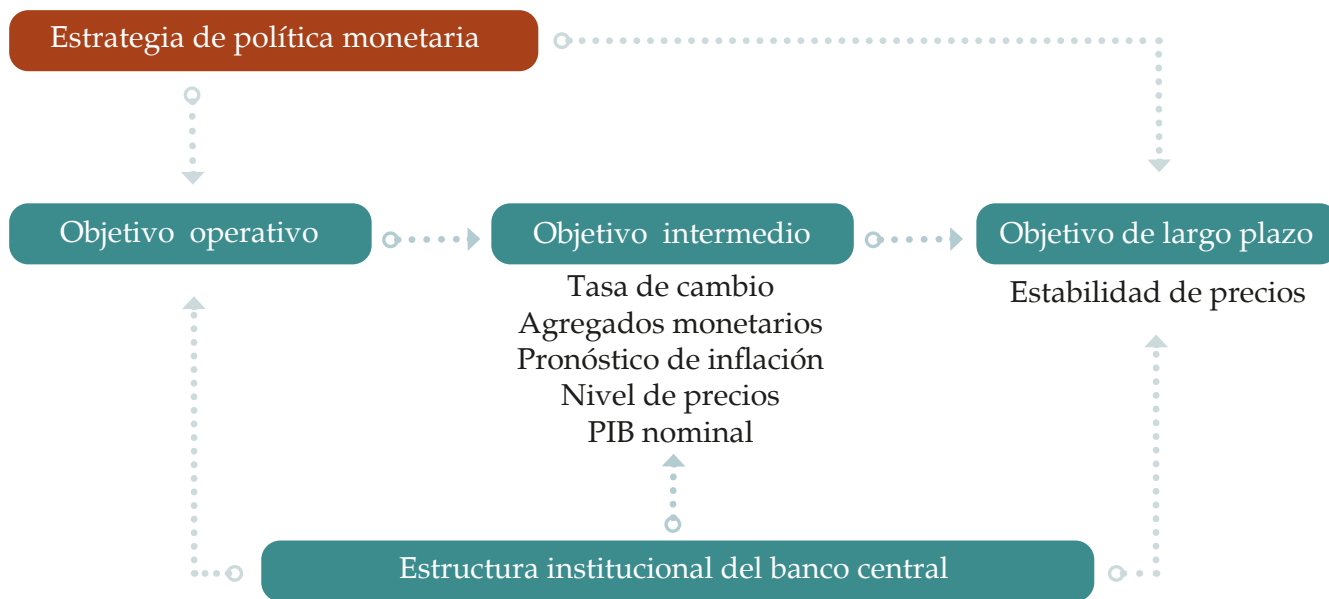 Estrategia de política monetaria
Objetivo operativo
Objetivo intermedio
Objetivo de largo plazo
Tasa de cambio
Agregados monetarios
Pronóstico de inflación
Nivel de precios
PIB nominal
Estabilidad de precios
Estructura institucional del banco central